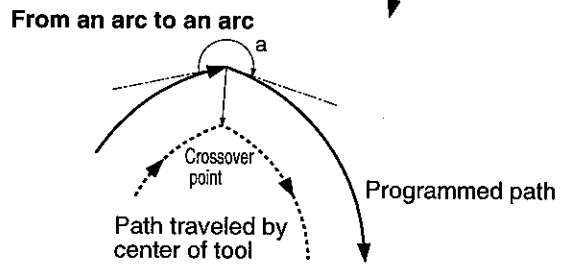 From an arc to an arc
a
Crossover
point
Programmed path
Path traveled by
center of tool